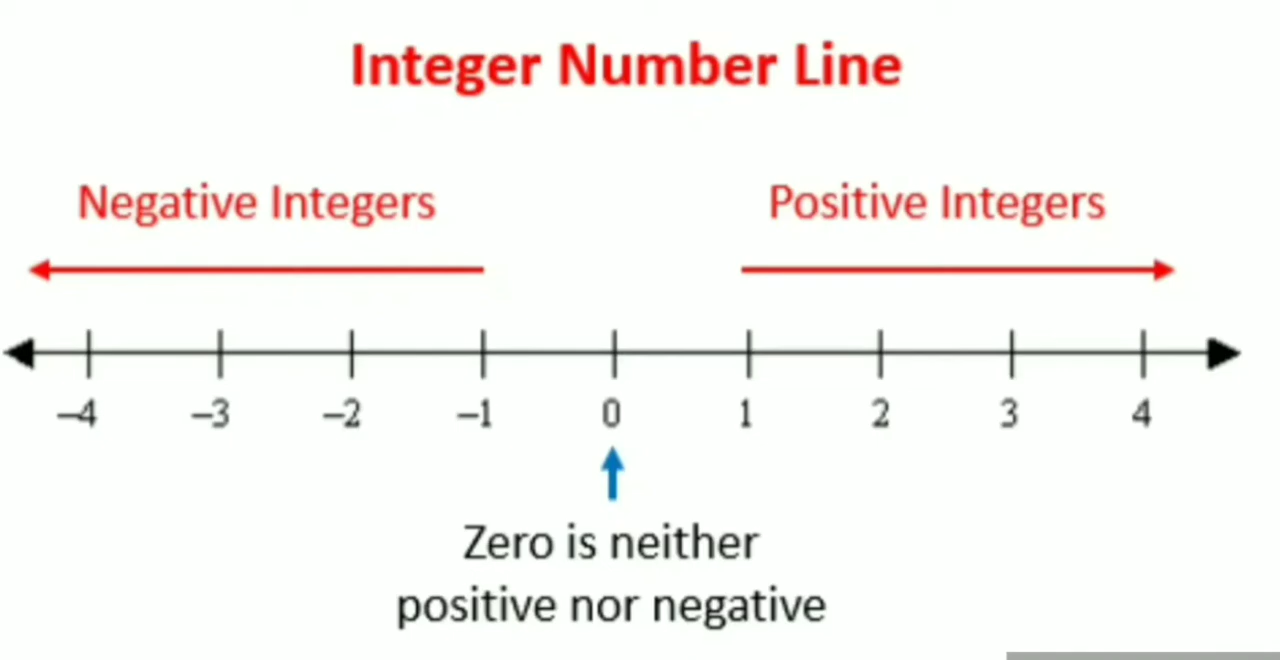 Integer Number Line
Negative Integers Positive Integers
–4 –3 –2 –1 0 1 2 3 4
Zero is neither
positive nor negative